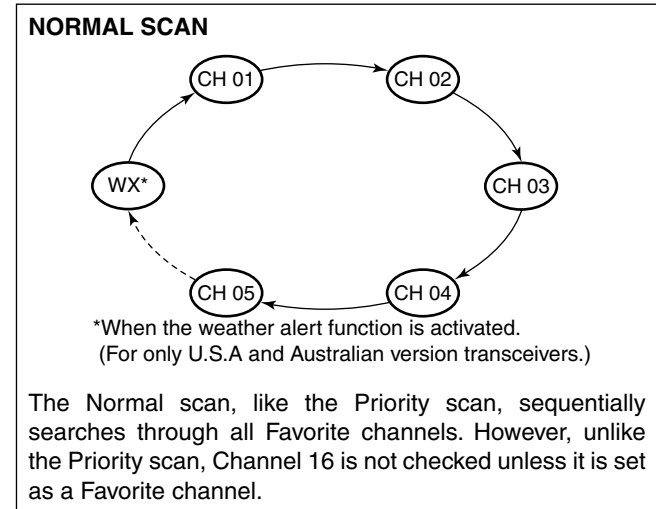 NORMAL SCAN
CH 01
CH 02
WX*
CH 03
CH 05
CH 04
*When the weather alert function is activated.
(For only U.S.A and Australian version transceivers.)
The Normal scan, like the Priority scan, sequentially
searches through all Favorite channels. However, unlike
the Priority scan, Channel 16 is not checked unless it is set
as a Favorite channel.